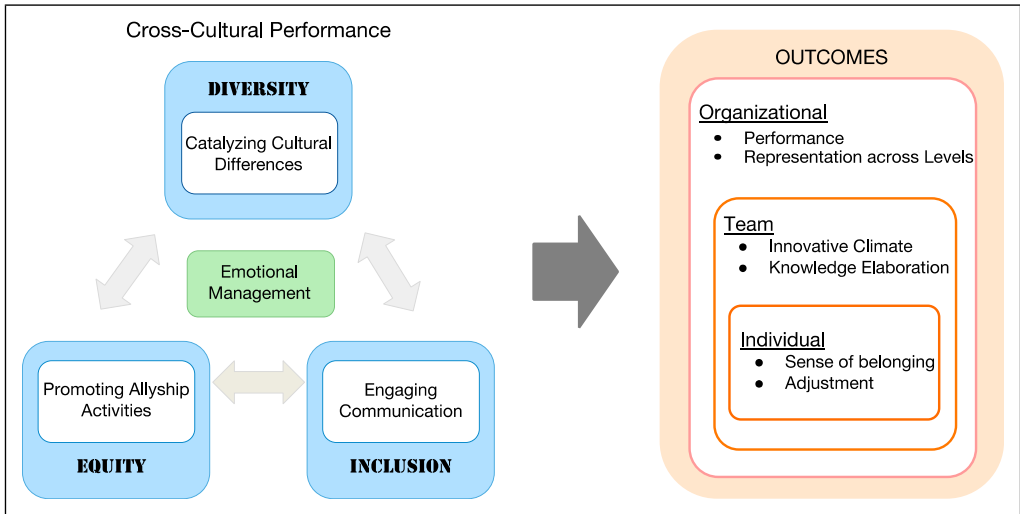 Cross-Cultural Performance
DIVERSITY
Catalyzing Cultural
Differences
Emotional
Management
Promoting Allyship
Activities
EQUITY
Engaging
Communication
INCLUSION
OUTCOMES
Organizational
• Performance
• Representation across Levels
Team
• Innovative Climate
• Knowledge Elaboration
Individual
• Sense of belonging
• Adjustment